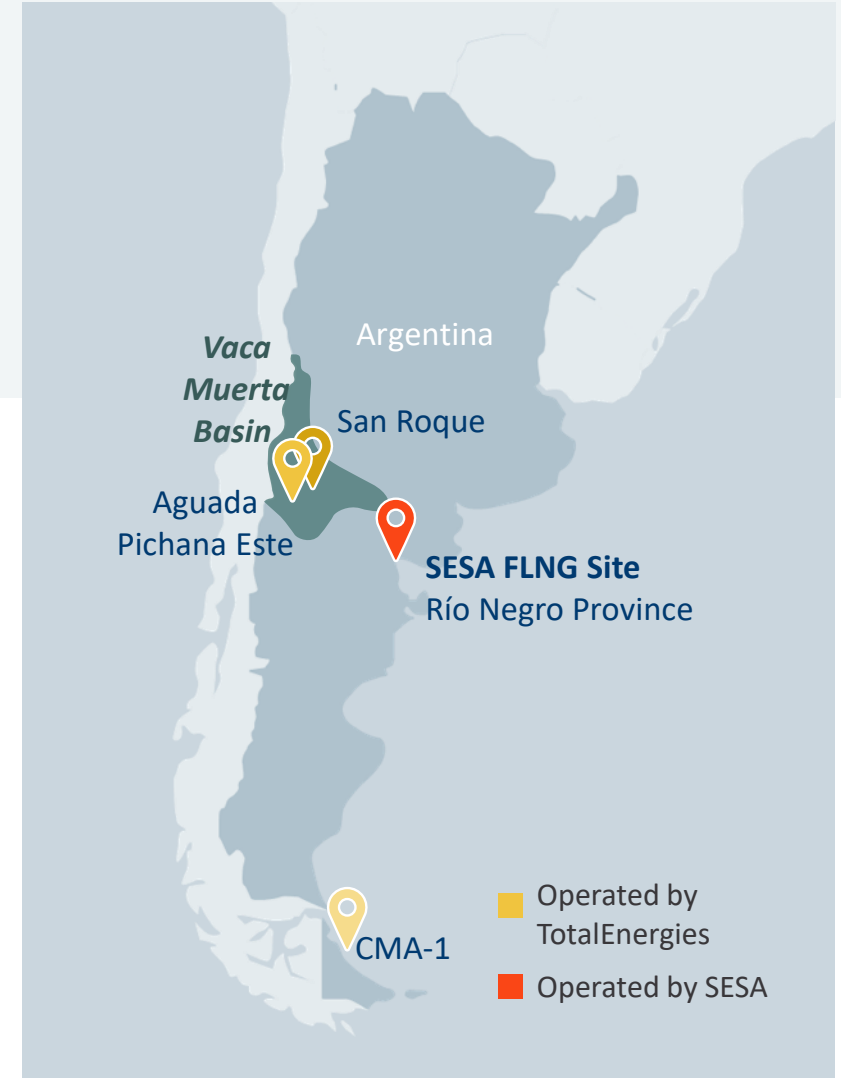 Argentina
Vaca
Muerta
Basin
San Roque
Aguada
Pichana Este
SESA FLNG Site
Río Negro Province
CMA-1
Operated by
TotalEnergies
Operated by SESA